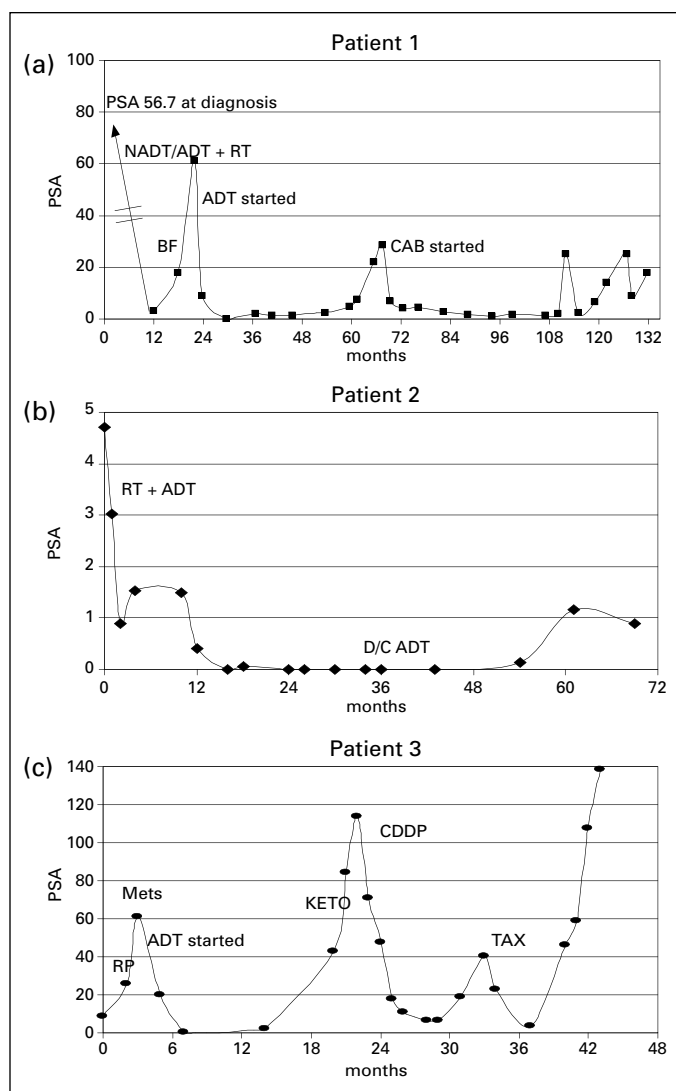 Patient 1
(a)
100
80
60
40
20
0
PSA
PSA 56.7 at diagnosis
NADT/ADT + RT
ADT started
BF
CAB started
0 12 24 36 48 60 72 84 96 108 120 132
months
Patient 2
(b)
5
4
3
2
1
0
PSA
RT + ADT
D/C ADT
0 12 24 36 48 60 72
months
Patient 3
(c)
140
120
100
80
60
40
20
0
PSA
CDDP
KETO
Mets
ADT started
TAX
RP
0 6 12 18 24 30 36 42 48
months